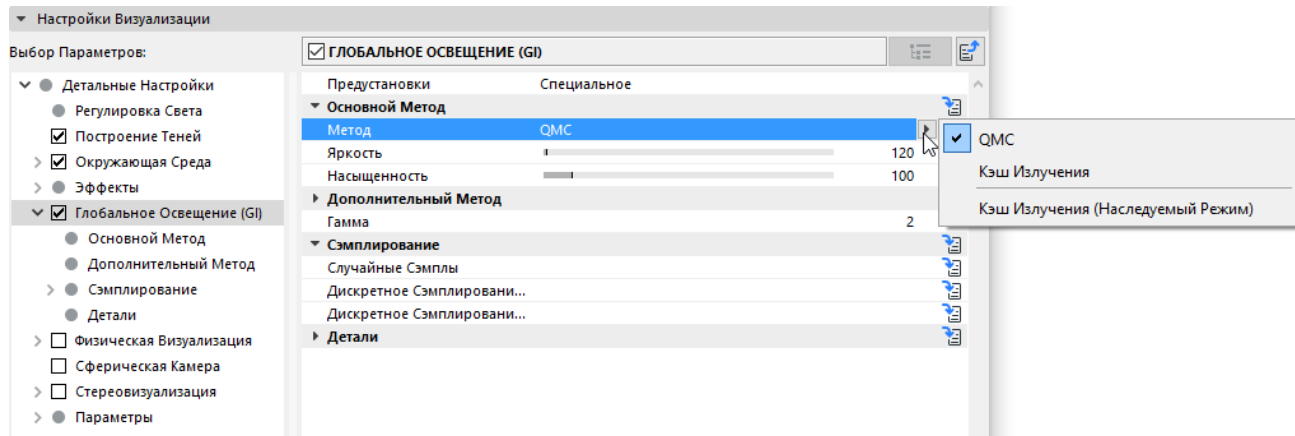 Настройки Визуализации
Выбор Параметров:
ГЛОБАЛЬНОЕ ОСВЕЩЕНИЕ (GI)
Детальные Настройки
Регулировка Света
Построение Теней
Окружающая Среда
Эффекты
Глобальное Освещение (GI)
Основной Метод
Дополнительный Метод
Сэмплирование
Детали
Физическая Визуализация
Сферическая Камера
Стереовизуализация
Параметры
Предустановки Специальное
Основной Метод
Метод QMC
Яркость 120
Насыщенность 100
Дополнительный Метод
Гамма 2
Сэмплирование
Случайные Сэмплы
Дискретное Сэмплировани...
Дискретное Сэмплировани...
Детали
QMC
Кэш Излучения
Кэш Излучения (Наследуемый Режим)